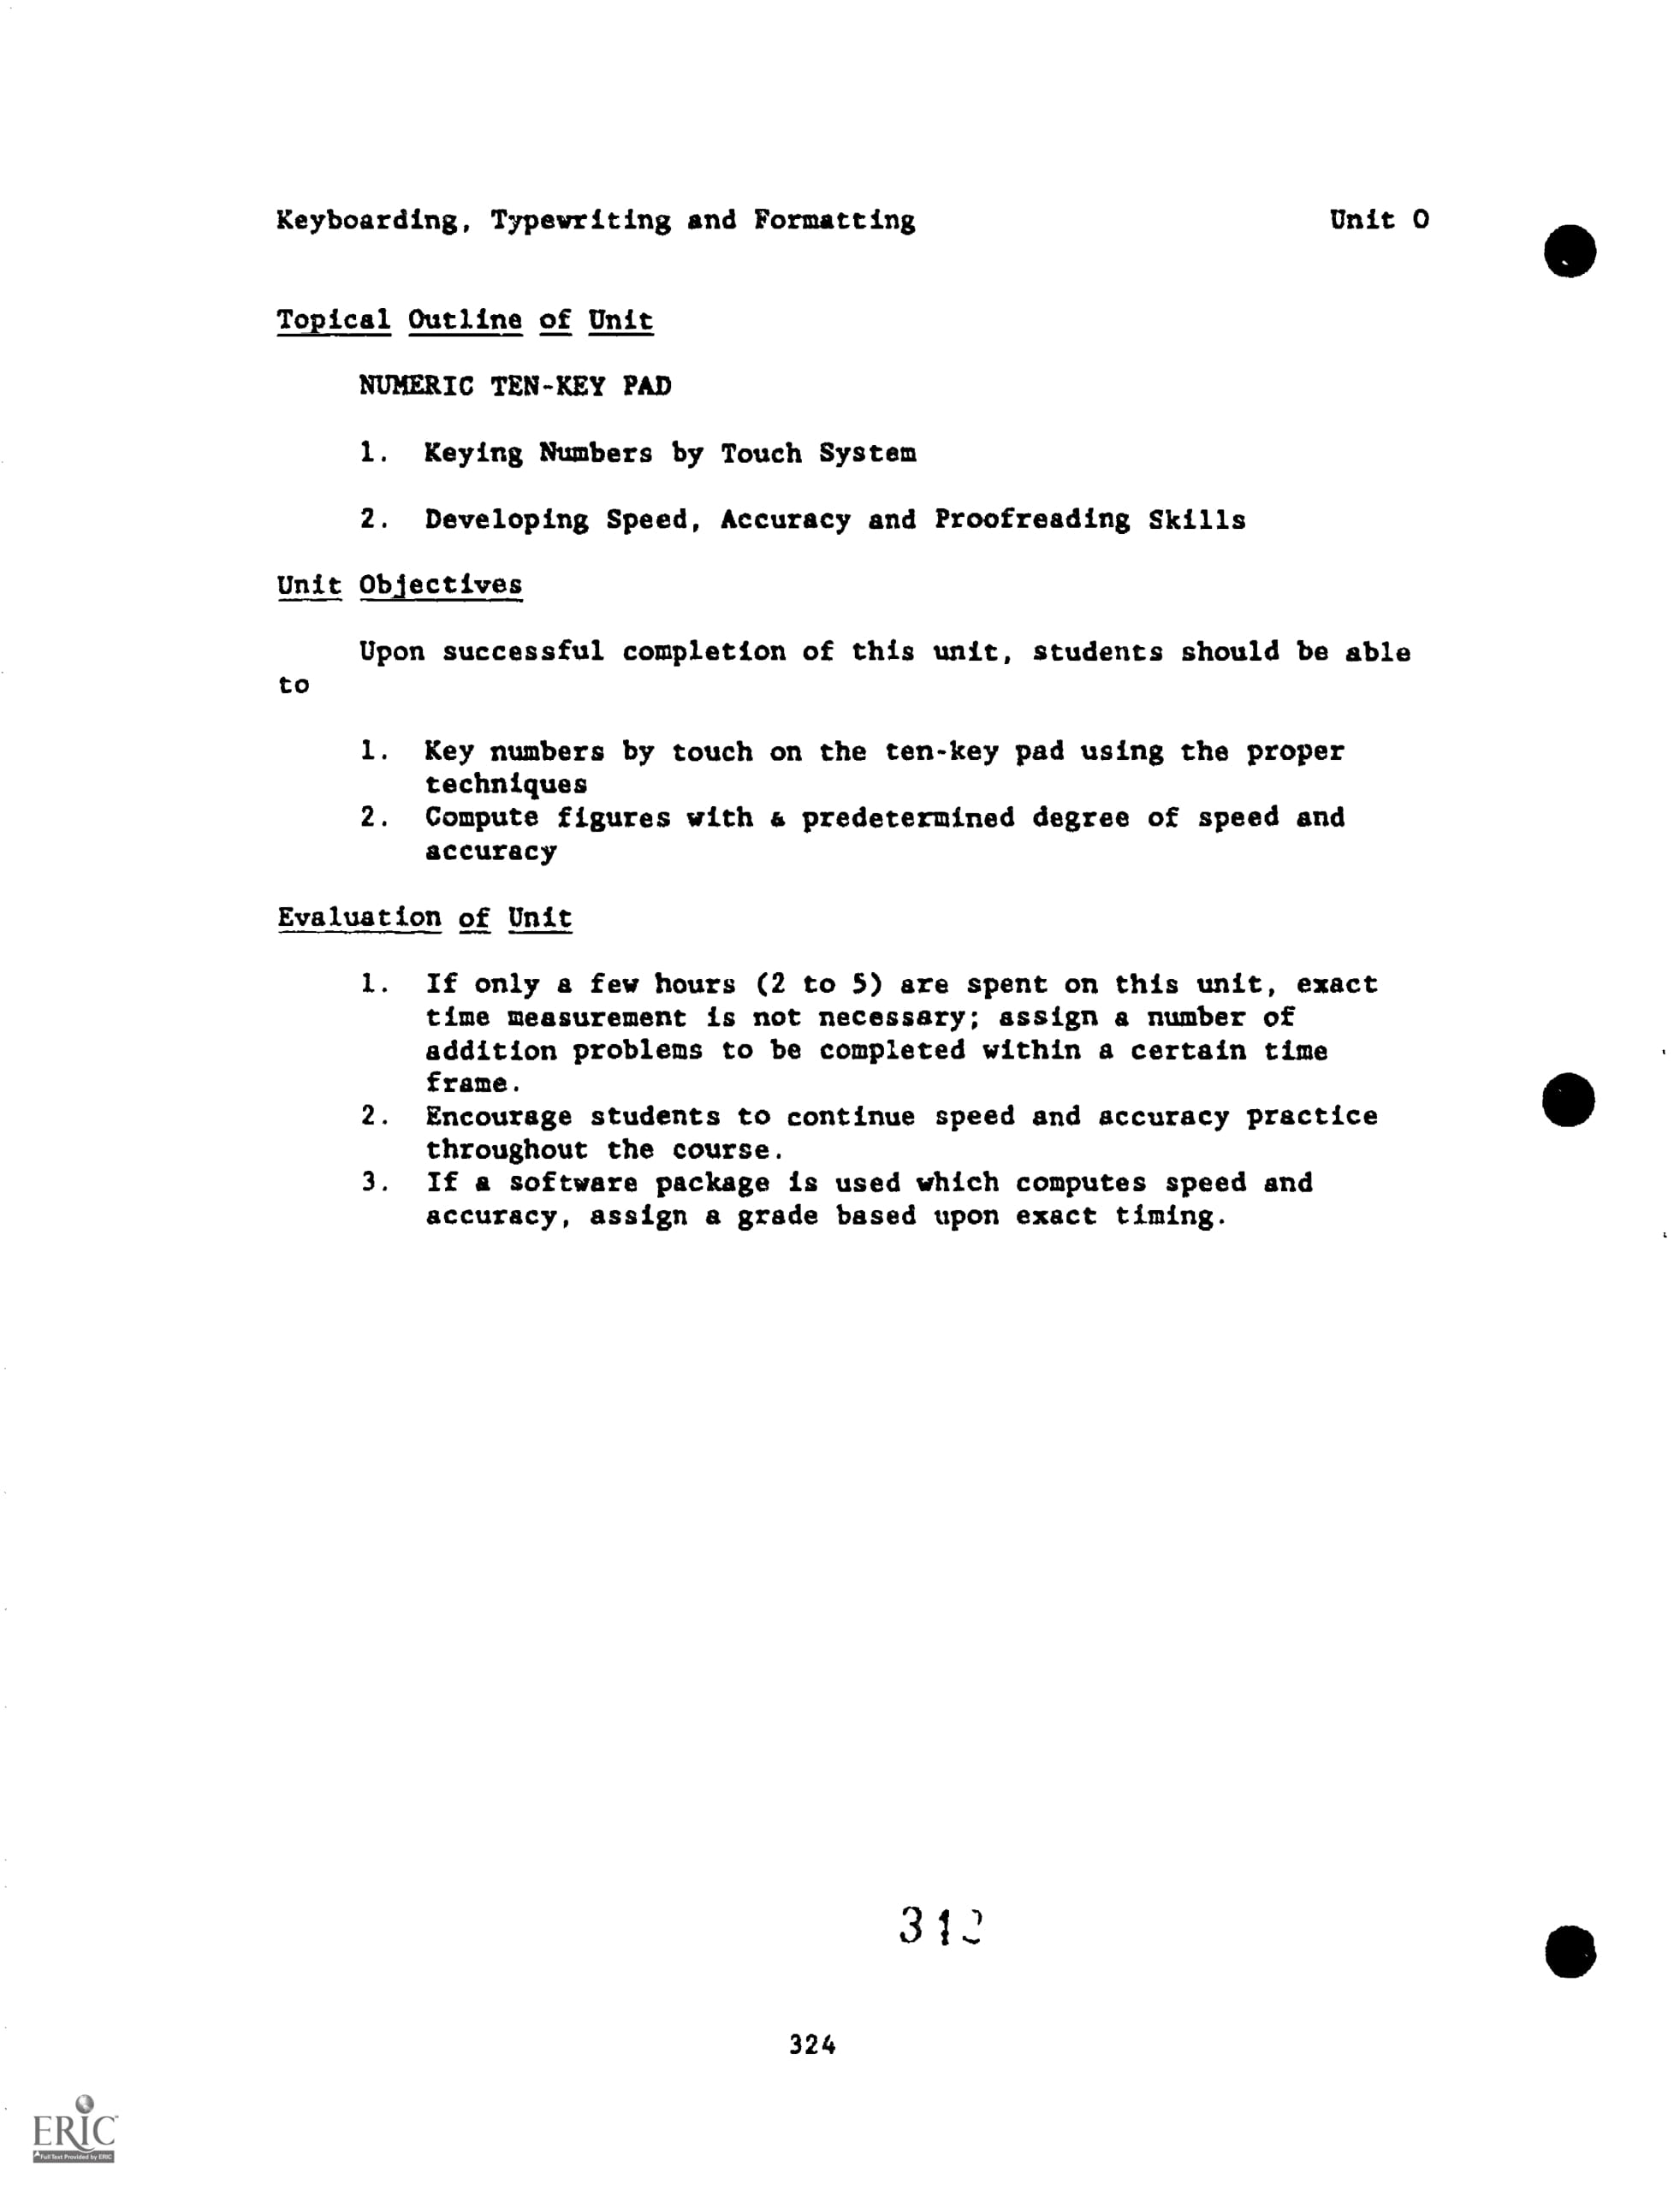 Keyboarding, Typewriting and Formatting Unit O
Topical Outline of Unit
NUMERIC TEN-KEY PAD
1. Keying Numbers by Touch System
2. Developing Speed, Accuracy and Proofreading Skills
Unit Objectives
Upon successful completion of this unit, students should be able
to
1. Key numbers by touch on the ten-key pad using the proper
techniques
2. Compute figures with a predetermined degree of speed and
accuracy
Evaluation of Unit
1. If only a few hours (2 to 5) are spent on this unit, exact
time measurement is not necessary; assign a number of
addition problems to be completed within a certain time
frame.
2. Encourage students to continue speed and accuracy practice
throughout the course.
3. If a software package is used which computes speed and
accuracy, assign a grade based upon exact timing.
324
ERIC
Full Text Provided by ERIC